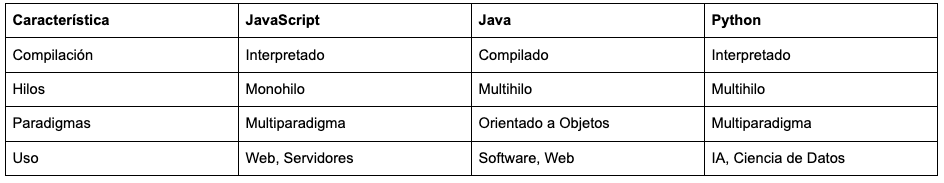 Característica JavaScript Java Python
Compilación Interpretado Compilado Interpretado
Hilos Monohilo Multihilo Multihilo
Paradigmas Multiparadigma Orientado a Objetos Multiparadigma
Uso Web, Servidores Software, Web IA, Ciencia de Datos